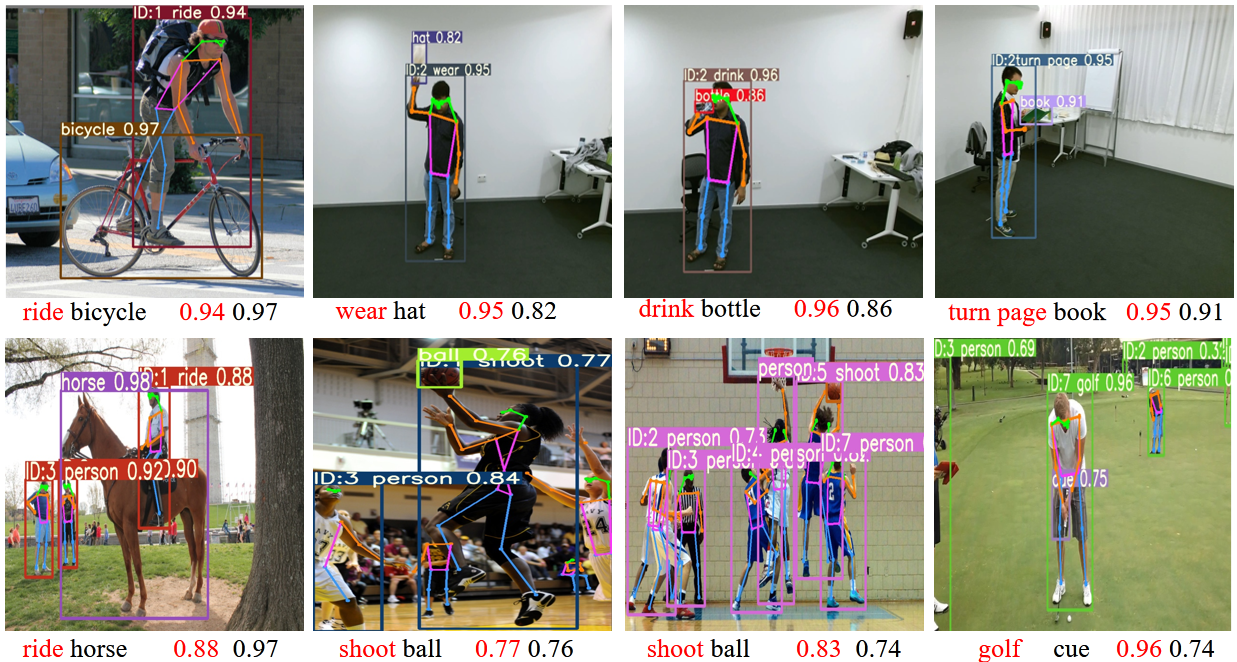 ID:1 ride 0.94
bicycle 0.97
ride bicycle 0.94 0.97
hat 0.82
ID:2 wear 0.95
wear hat 0.95 0.82
ID:2 drink 0.96
bottle 0.86
drink bottle 0.96 0.86
ID:2turn page 0.95
book 0.91
turn page book 0.95 0.91
horse 0.98
ID:1 ride 0.88
ID:3 person 0.92
.90
ride horse 0.88 0.97
ball 0.76
ID:1 shoot 0.77
ID:3 person 0.84
shoot ball 0.77 0.76
person
0:5 shoot 0.83
ID:2 person 0.73
ID:7 person
person
shoot ball 0.83 0.74
ID:3 person 0.69
ID:2 person 0.3
ID:7 golf 0.96
ID:6 person
cue 0.75
golf cue 0.96 0.74